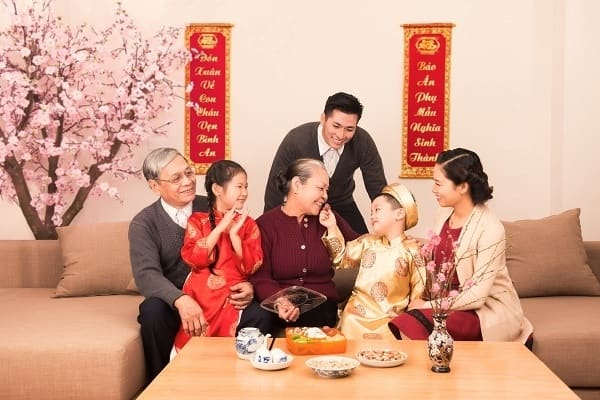 Đón
Xuân
Về
Con
Cháu
Vẹn
Bình
An
Báo
Ân
Phụ
Mẫu
Nghĩa
Sinh
Thành